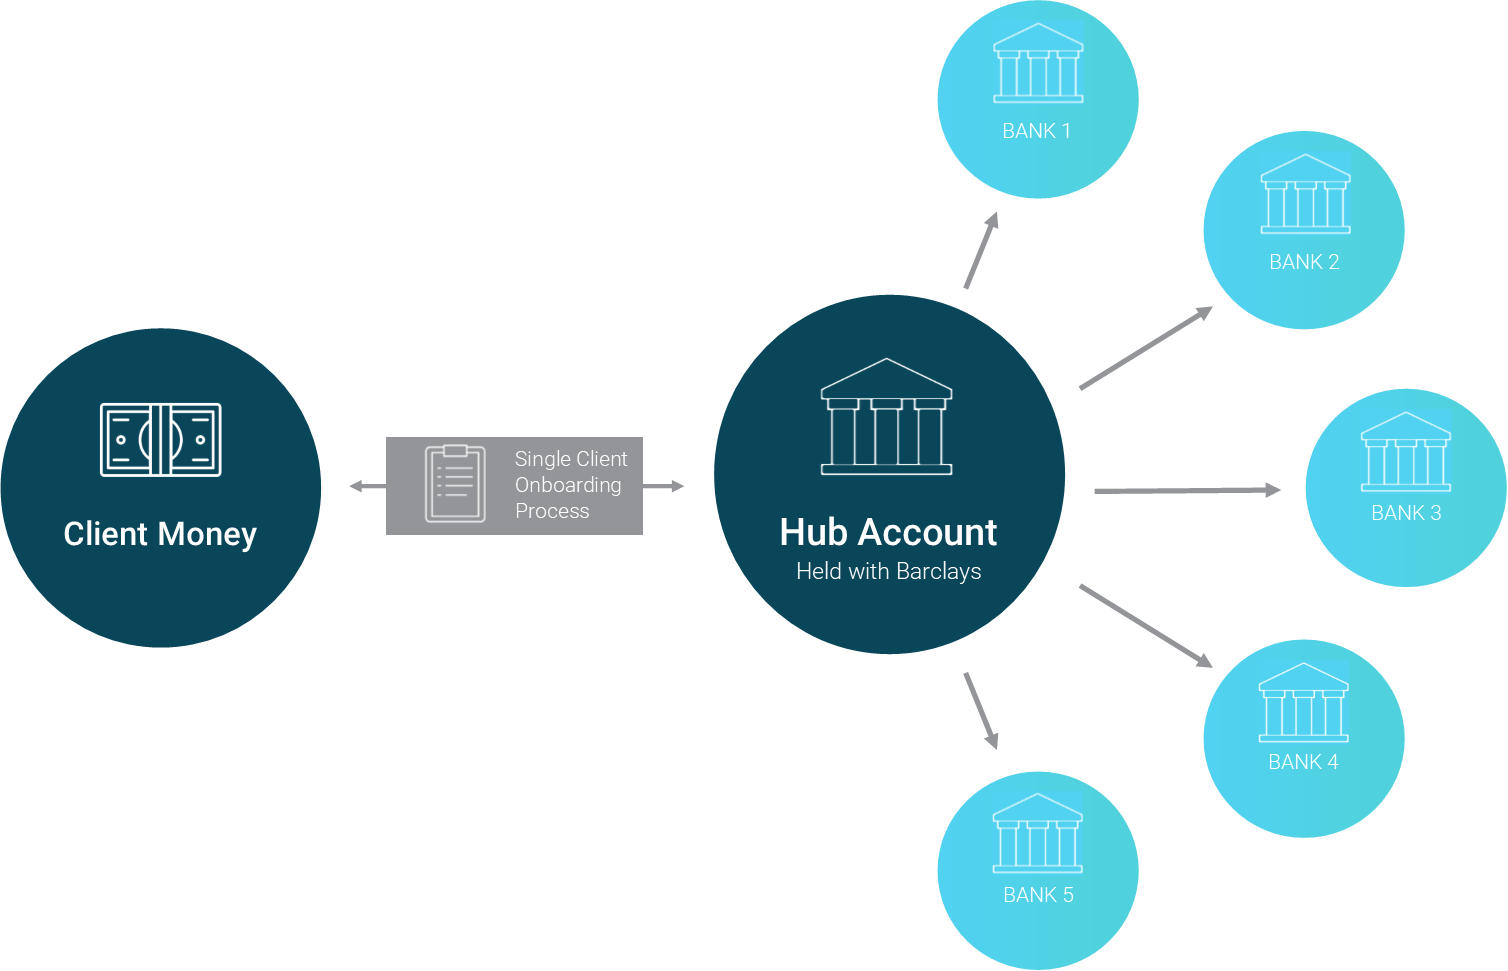 Client Money
Single Client
Onboarding
Process
Hub Account
Held with Barclays
BANK 1
BANK 2
BANK 3
BANK 4
BANK 5